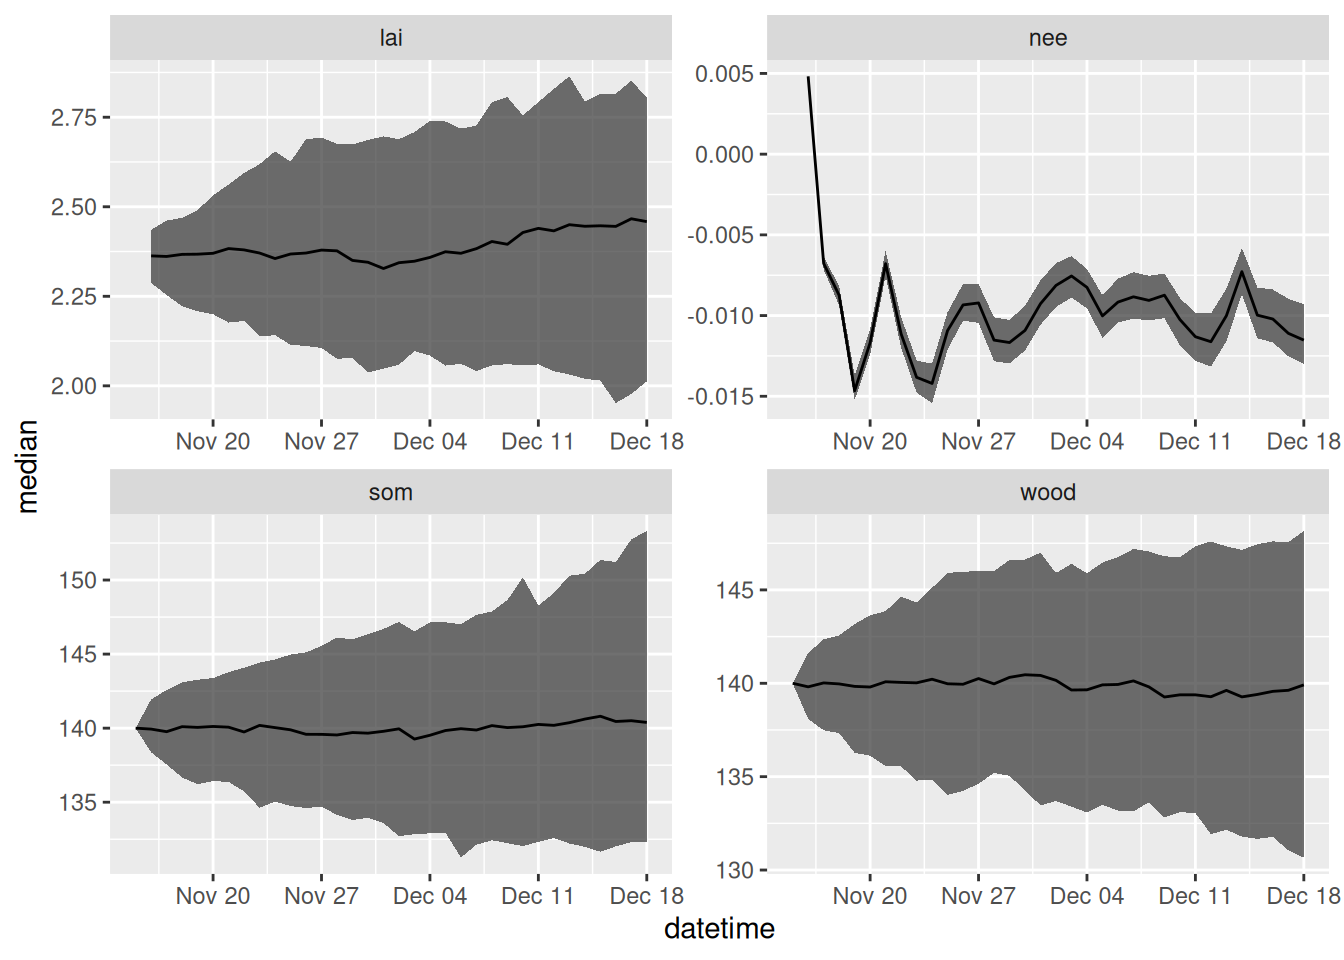 lai
nee
2.75
2.50
2.25
2.00
0.005
0.000
-0.005
-0.010
-0.015
Nov 20 Nov 27 Dec 04 Dec 11 Dec 18
Nov 20 Nov 27 Dec 04 Dec 11 Dec 18
median
som
wood
150
145
140
135
145
140
135
130
Nov 20 Nov 27 Dec 04 Dec 11 Dec 18
Nov 20 Nov 27 Dec 04 Dec 11 Dec 18
datetime